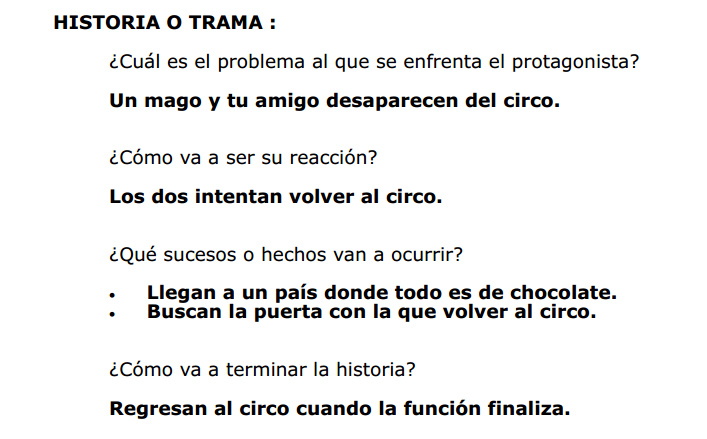 HISTORIA O TRAMA :
¿Cuál es el problema al que se enfrenta el protagonista?
Un mago y tu amigo desaparecen del circo.
¿Cómo va a ser su reacción?
Los dos intentan volver al circo.
¿Qué sucesos o hechos van a ocurrir?
• Llegan a un país donde todo es de chocolate.
• Buscan la puerta con la que volver al circo.
¿Cómo va a terminar la historia?
Regresan al circo cuando la función finaliza.